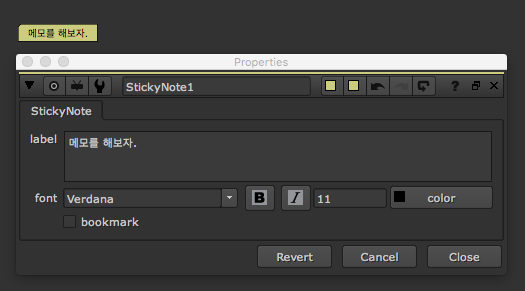 메모를 해보자.
Properties
StickyNote1
?
StickyNote
label
메모를 해보자.
font
Verdana
B
I
11
color
bookmark
Revert
Cancel
Close